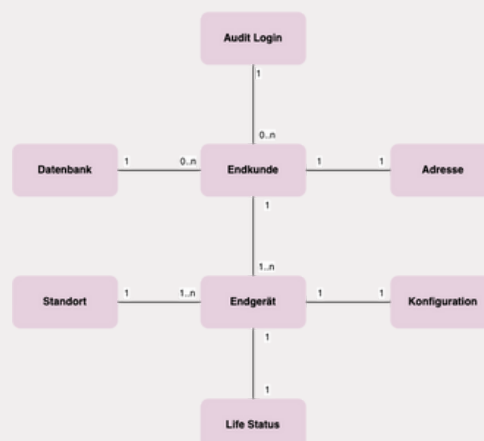 Audit Login
1
0..n
Datenbank 1 0..n Endkunde 1 1 Adresse
1
1..n
Standort 1 1..n Endgerät 1 1 Konfiguration
1
1
Life Status